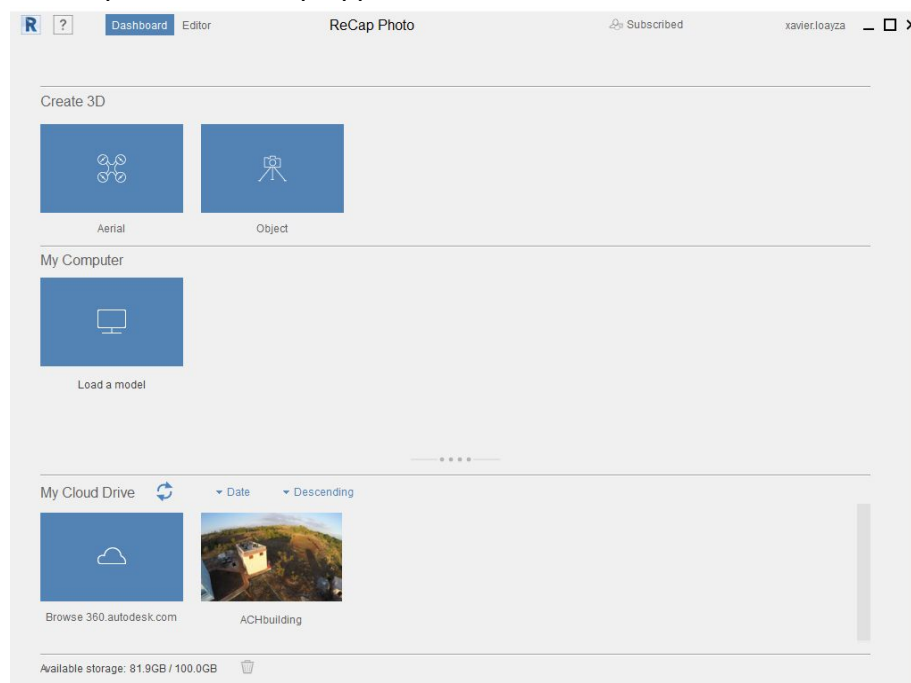 R ? Dashboard Editor ReCap Photo Subscribed xavier.loayza
Create 3D
Aerial Object
My Computer
Load a model
My Cloud Drive Date Descending
Browse 360.autodesk.com ACHbuilding
Available storage: 81.9GB / 100.0GB